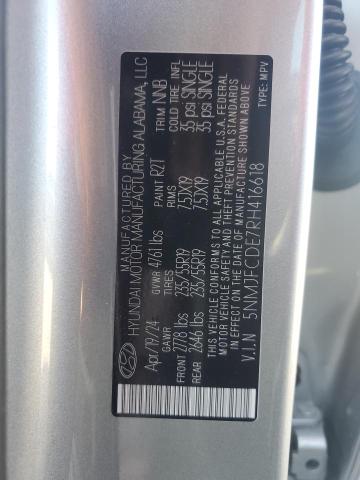 MANUFACTURED BY
HYUNDAI MOTOR MANUFACTURING ALABAMA, LLC
Apr/19/24 GVWR 4761 lbs PAINT R2T TRIM NNB
GAWR TIRES RIMS COLD TIRE INFL
FRONT 2778 lbs 235/55R19 7.5JX19 35 psi SINGLE
REAR 2646 lbs 235/55R19 7.5JX19 35 psi SINGLE
THIS VEHICLE CONFORMS TO ALL APPLICABLE U.S.A. FEDERAL
MOTOR VEHICLE SAFETY STANDARDS IN EFFECT ON THE
DATE OF MANUFACTURE SHOWN ABOVE.
V.I.N 5NMJFCDE7RH416618 TYPE: MPV